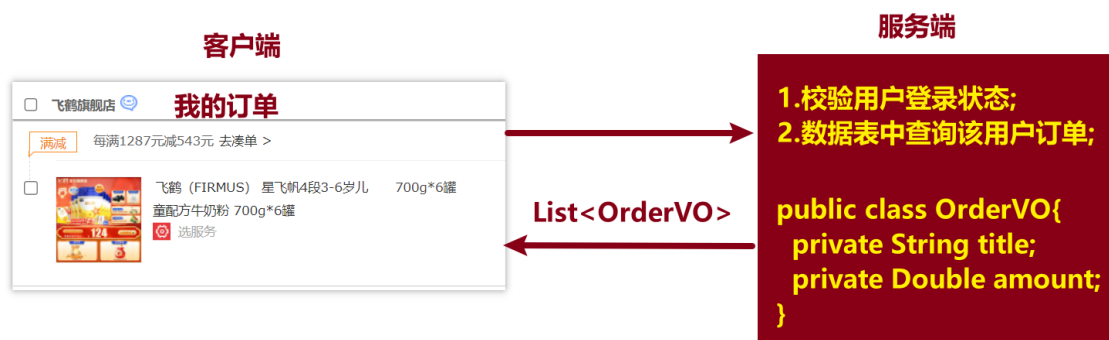 客户端
服务端
飞鹤旗舰店
我的订单
满减 每满1287元减543元 去凑单 >
飞鹤（FIRMUS） 星飞帆4段3-6岁儿 700g*6罐
童配方牛奶粉 700g*6罐
选服务
124
List<OrderVO>
1.校验用户登录状态;
2.数据表中查询该用户订单;
public class OrderVO{
private String title;
private Double amount;
}